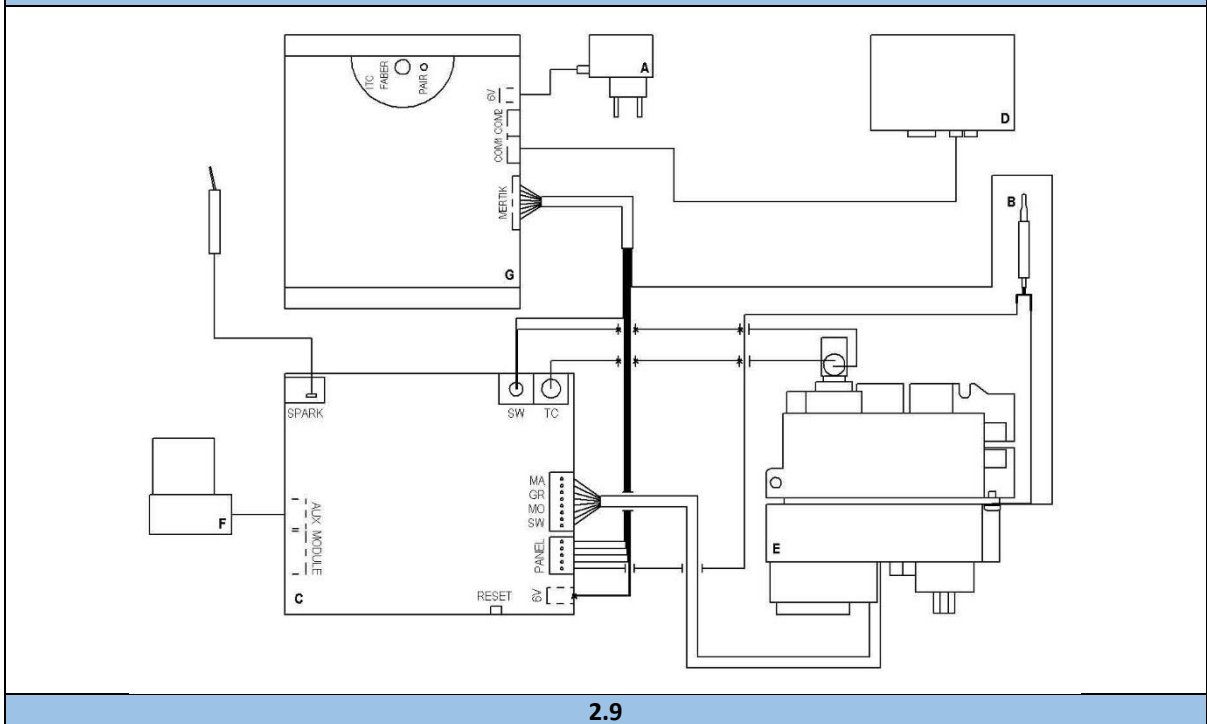 ITC
FABER
PAIR
6V
COM2
COM1
MERTIK
G
A
D
B
SPARK
SW
TC
MA
GR
MO
SW
PANEL
6V
RESET
AUX MODULE
=
C
F
E
2.9